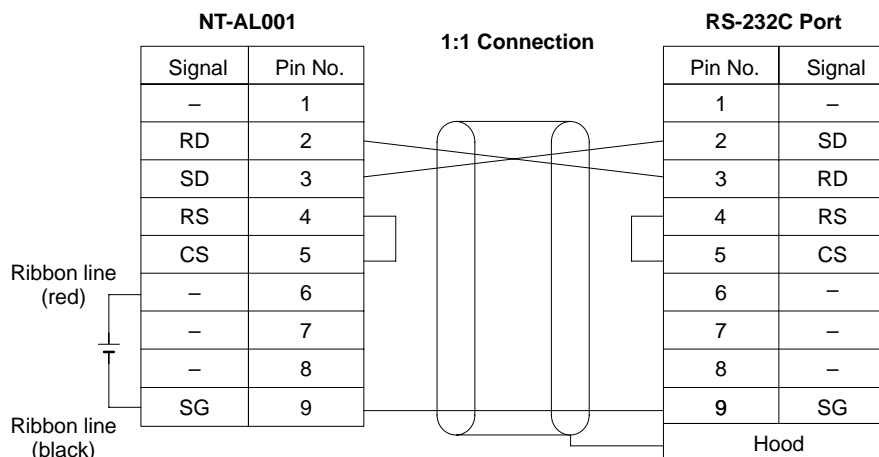 NT-AL001
1:1 Connection
RS-232C Port
Signal Pin No.
Pin No. Signal
– 1
1 –
RD 2
2 SD
SD 3
3 RD
RS 4
4 RS
CS 5
5 CS
Ribbon line
(red)
– 6
6 –
– 7
7 –
– 8
8 –
SG 9
9 SG
Ribbon line
(black)
Hood